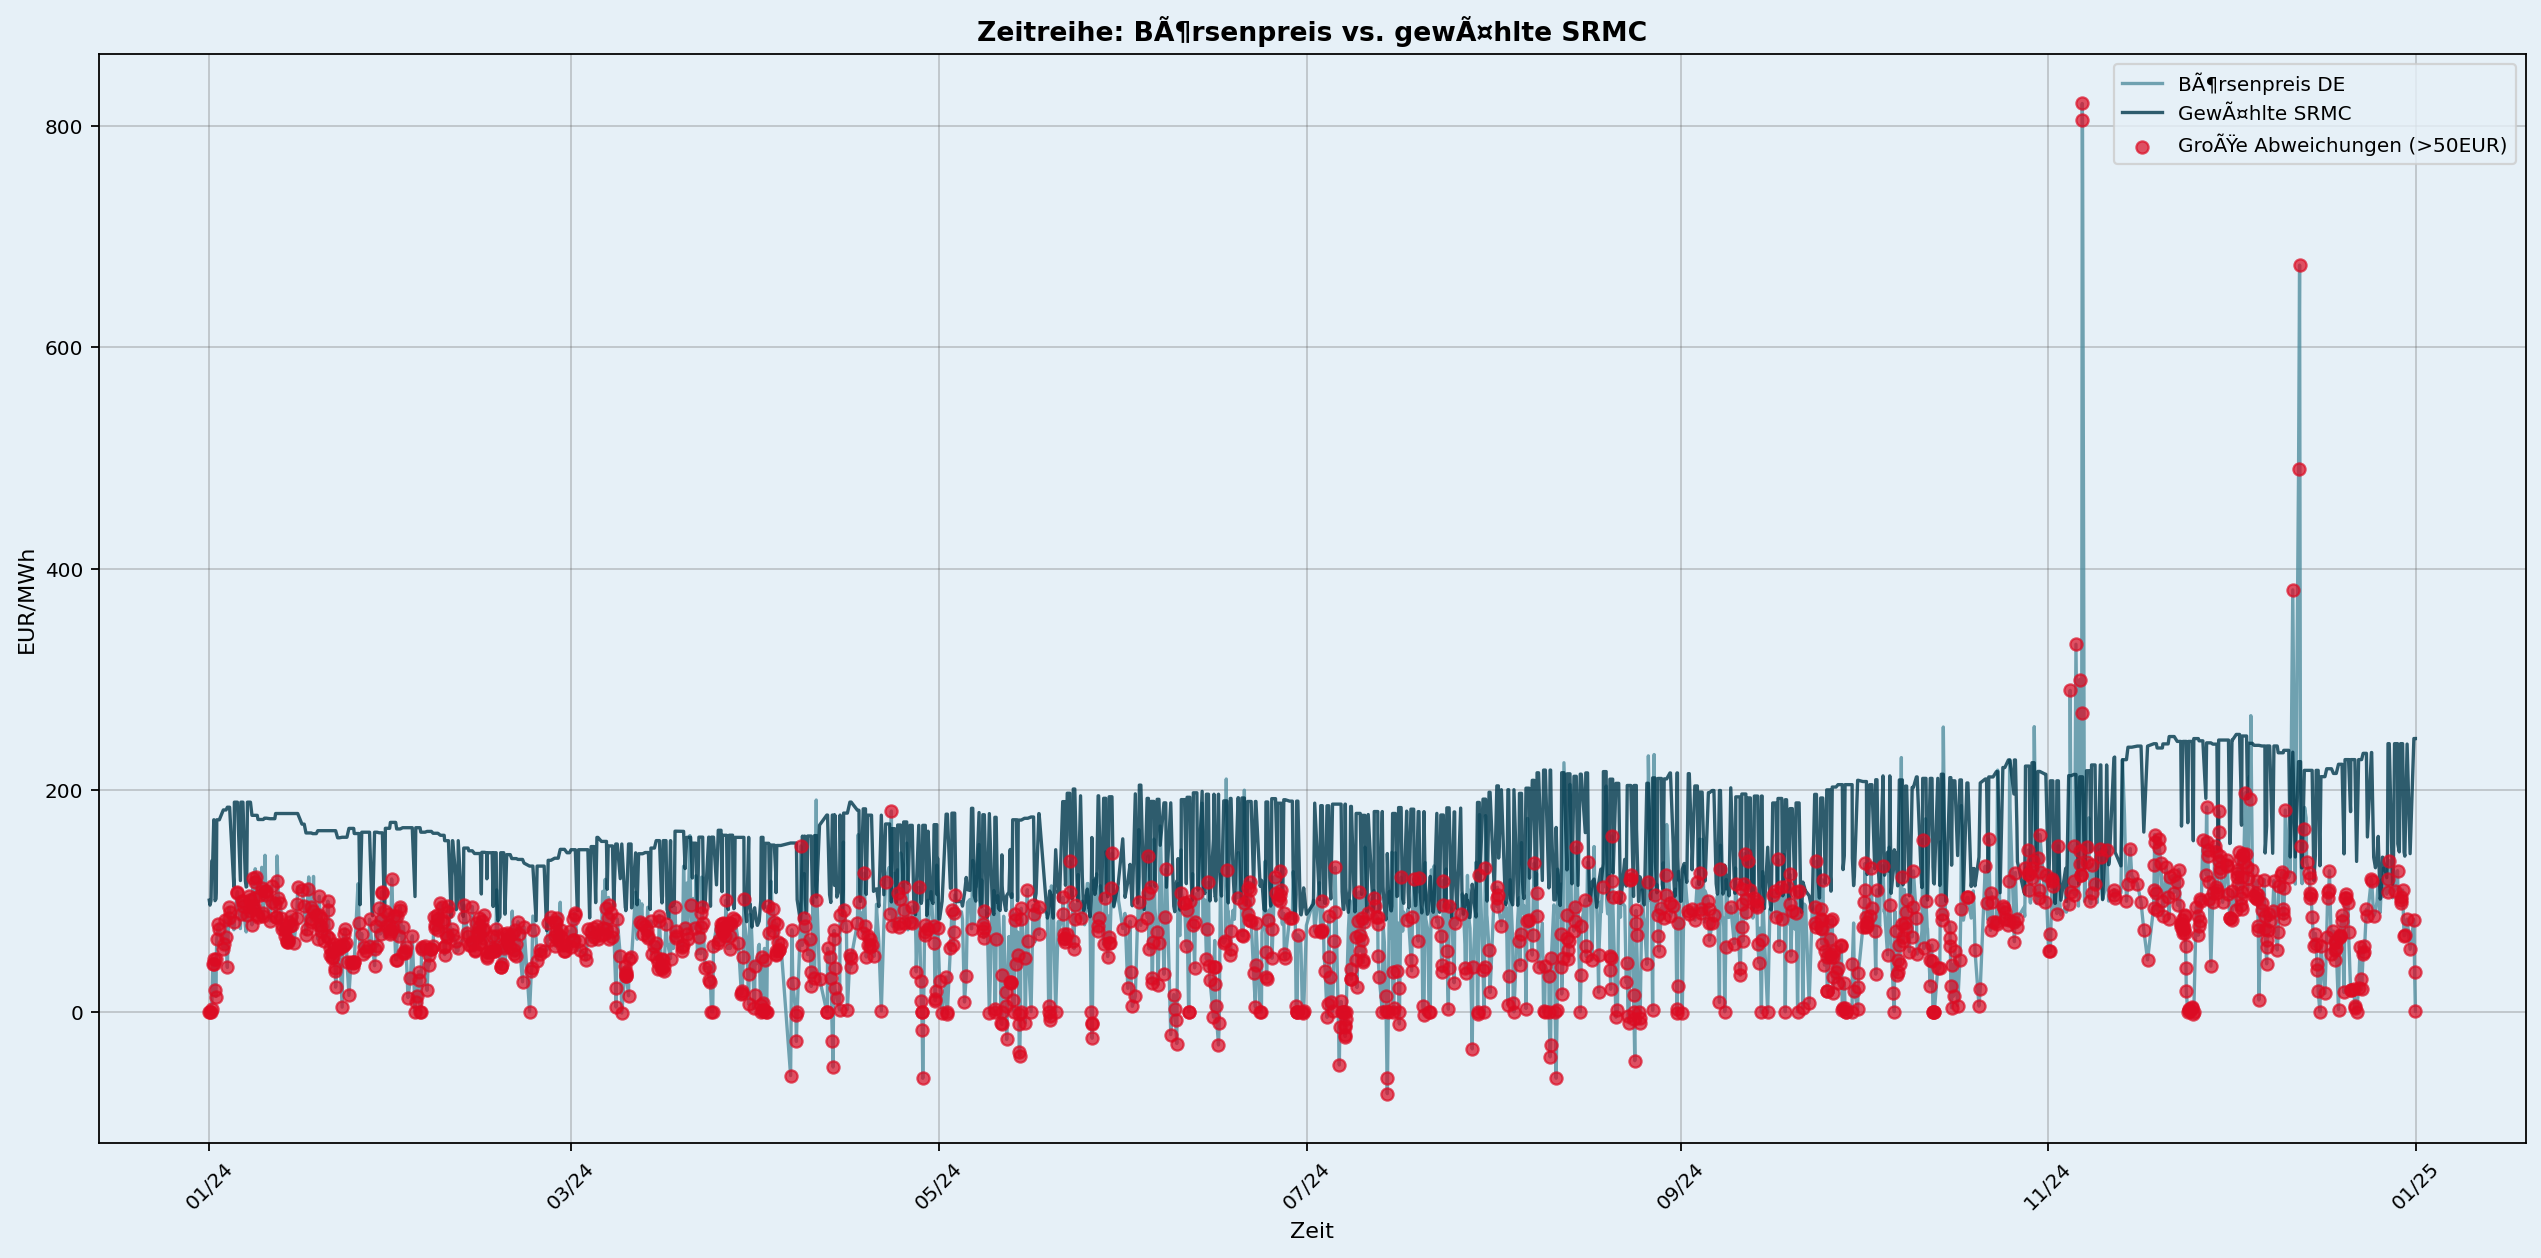 Zeitreihe: BÃ¶rsenpreis vs. gewÃ¤hlte SRMC
BÃ¶rsenpreis DE
GewÃ¤hlte SRMC
GroÃŸe Abweichungen (>50EUR)
EUR/MWh
800
600
400
200
0
01/24
03/24
05/24
07/24
09/24
11/24
01/25
Zeit